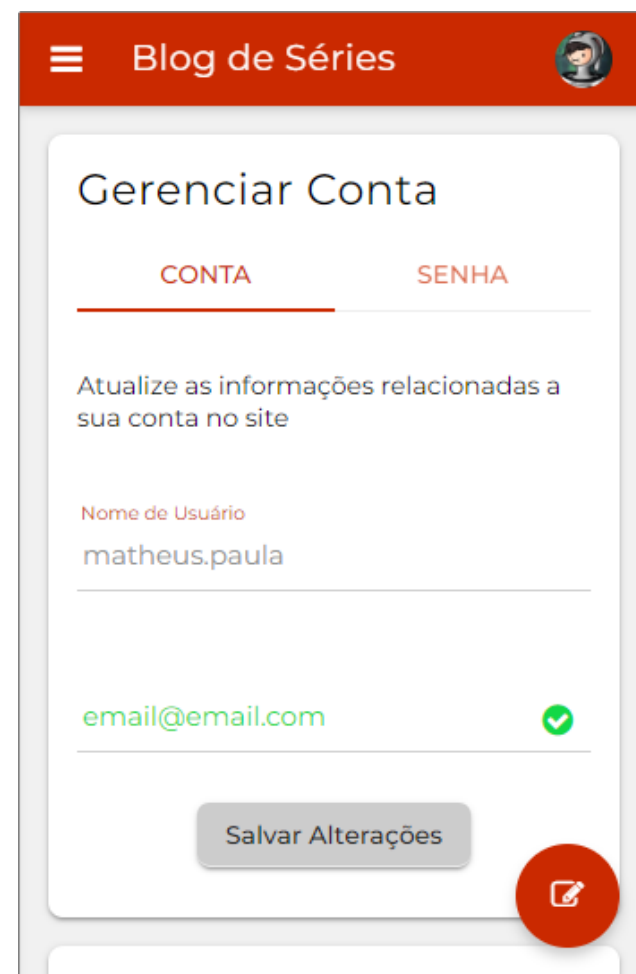 Blog de Séries
Gerenciar Conta
CONTA SENHA
Atualize as informações relacionadas a
sua conta no site
Nome de Usuário
matheus.paula
email@email.com
Salvar Alterações